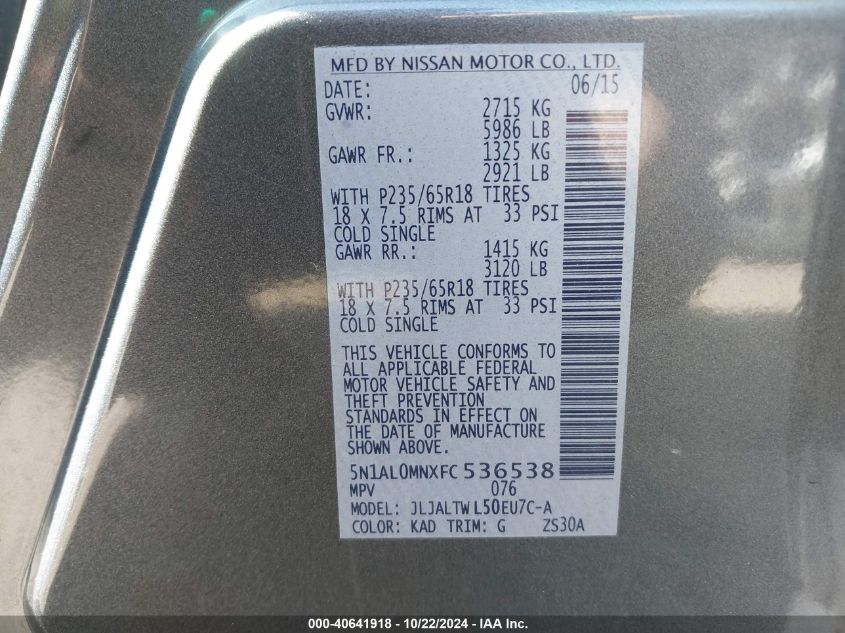 MFD BY NISSAN MOTOR CO., LTD.
DATE: 06/15
GVWR: 2715 KG
5986 LB
GAWR FR.: 1325 KG
2921 LB
WITH P235/65R18 TIRES
18 X 7.5 RIMS AT 33 PSI
COLD SINGLE
GAWR RR.: 1415 KG
3120 LB
WITH P235/65R18 TIRES
18 X 7.5 RIMS AT 33 PSI
COLD SINGLE
THIS VEHICLE CONFORMS TO
ALL APPLICABLE FEDERAL
MOTOR VEHICLE SAFETY AND
THEFT PREVENTION
STANDARDS IN EFFECT ON
THE DATE OF MANUFACTURE
SHOWN ABOVE.
5N1AL0MNXFC536538
MPV 076
MODEL: JLJALTWL50EU7C-A
COLOR: KAD TRIM: G ZS30A
000-40641918 - 10/22/2024 - IAA Inc.